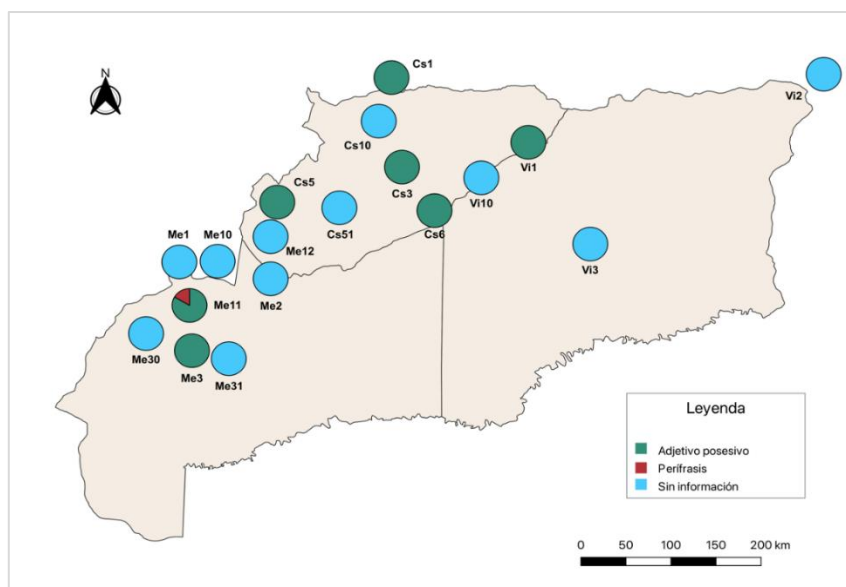 N
Cs1
Vi2
Cs10
Cs3
Vi1
Cs5
Vi10
Cs51
Cs6
Me1
Me10
Me12
Vi3
Me2
Me11
Me30
Me3
Me31
Leyenda
Adjetivo posesivo
Perífrasis
Sin información
0 50 100 150 200 km